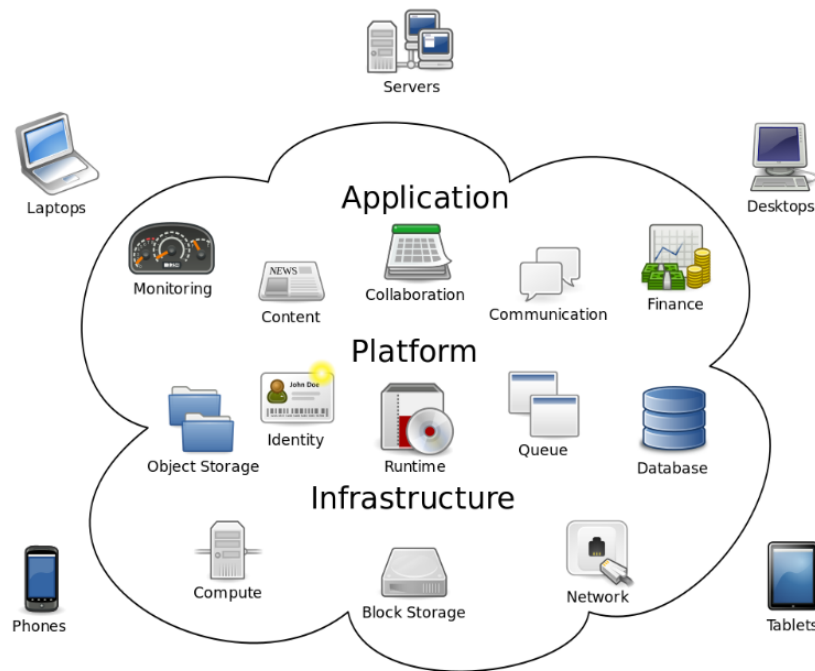 Servers
Laptops
Desktops
Application
Monitoring
NEWS
Content
Collaboration
Communication
Finance
Platform
Object Storage
John Doe
Identity
Runtime
Queue
Database
Infrastructure
Compute
Block Storage
Network
Phones
Tablets